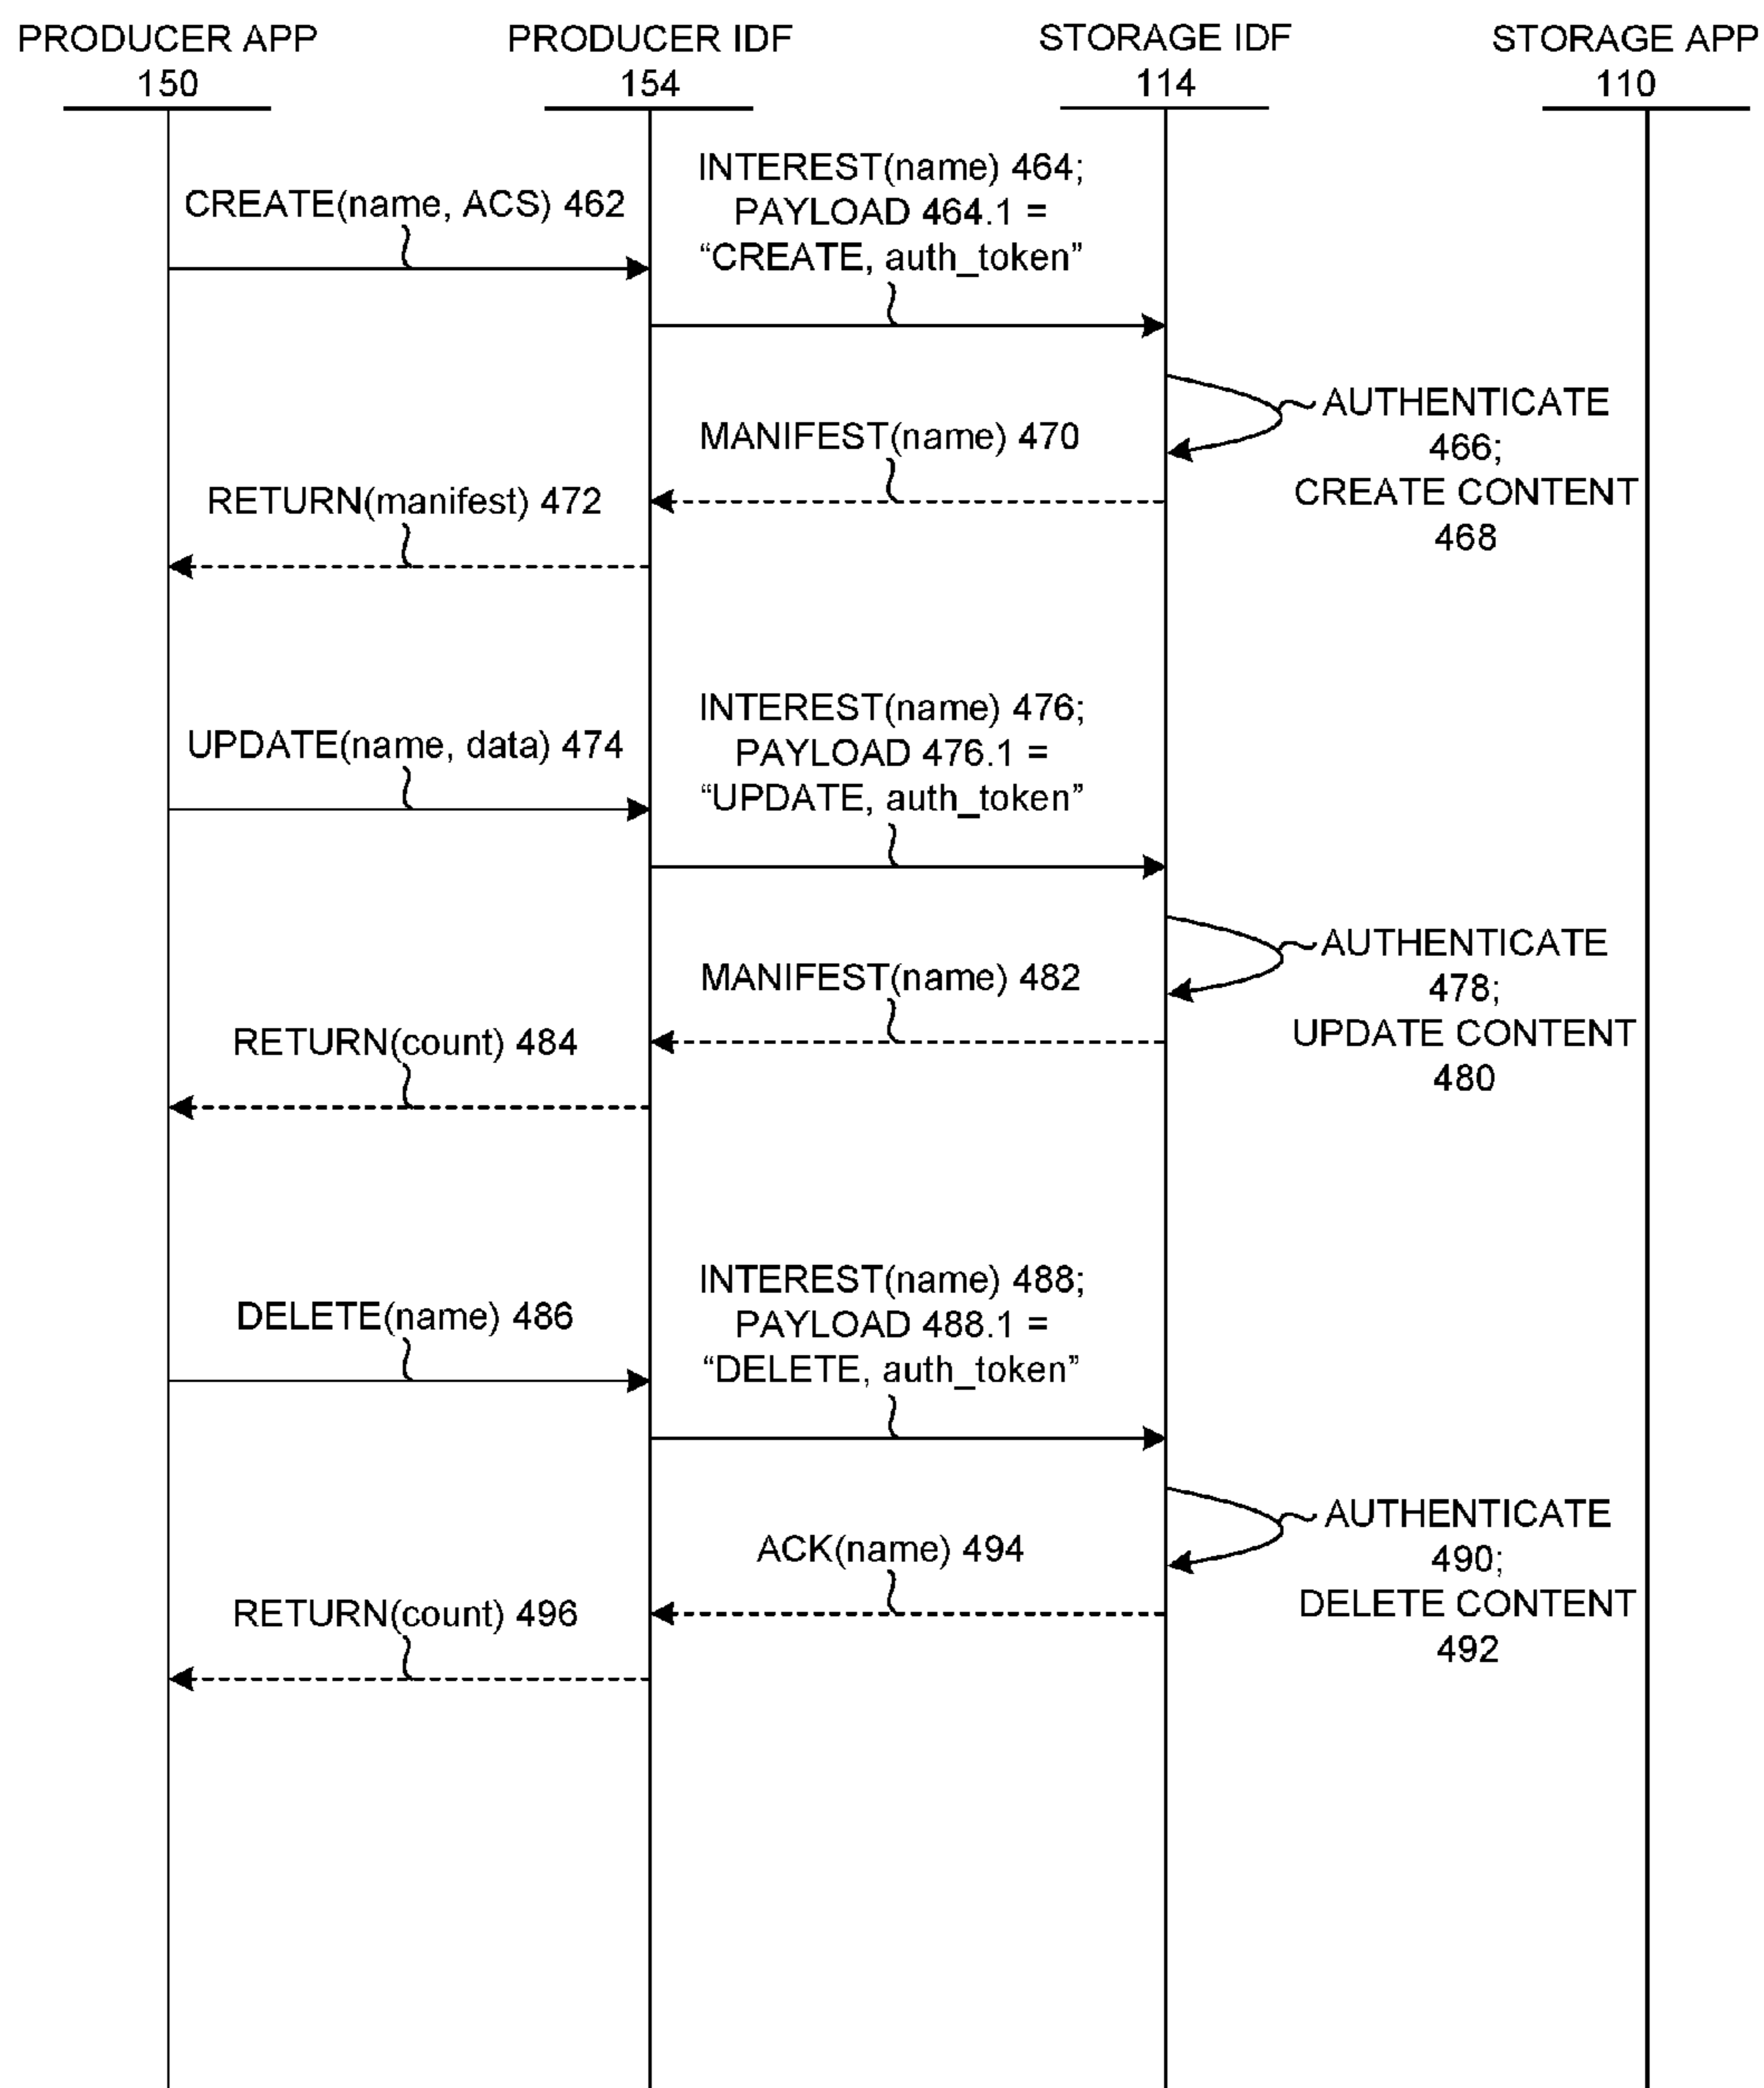 PRODUCER APP
150
PRODUCER IDF
154
STORAGE IDF
114
STORAGE APP
110
CREATE(name, ACS) 462
INTEREST(name) 464;
PAYLOAD 464.1 =
“CREATE, auth_token”
AUTHENTICATE
466;
CREATE CONTENT
468
MANIFEST(name) 470
RETURN(manifest) 472
UPDATE(name, data) 474
INTEREST(name) 476;
PAYLOAD 476.1 =
“UPDATE, auth_token”
AUTHENTICATE
478;
UPDATE CONTENT
480
MANIFEST(name) 482
RETURN(count) 484
DELETE(name) 486
INTEREST(name) 488;
PAYLOAD 488.1 =
“DELETE, auth_token”
AUTHENTICATE
490;
DELETE CONTENT
492
ACK(name) 494
RETURN(count) 496